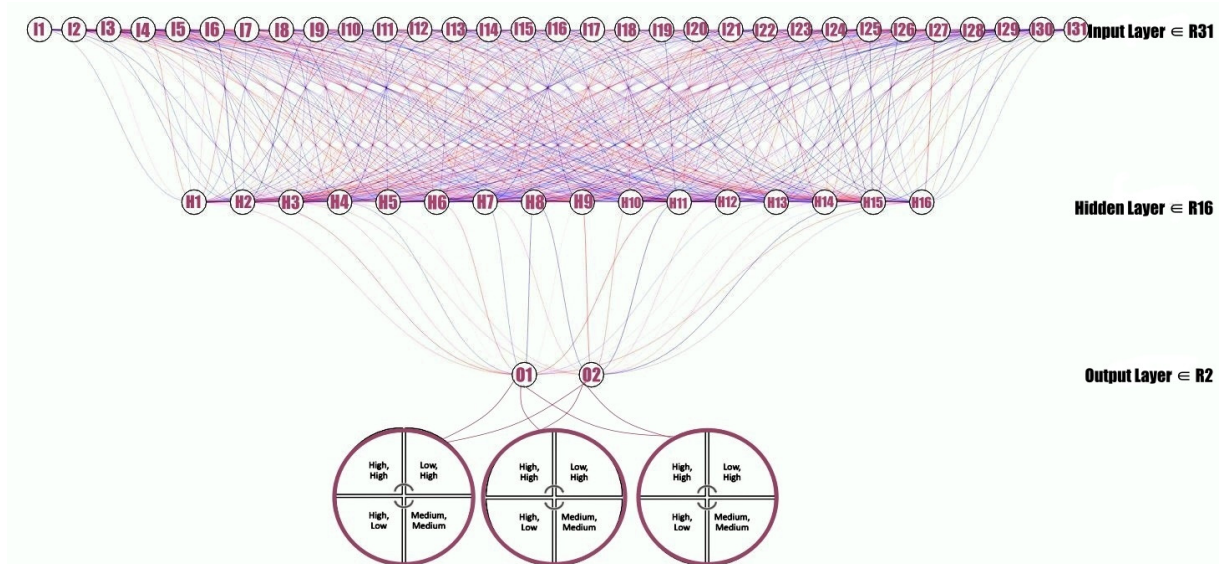 I1 I2 I3 I4 I5 I6 I7 I8 I9 I10 I11 I12 I13 I14 I15 I16 I17 I18 I19 I20 I21 I22 I23 I24 I25 I26 I27 I28 I29 I30 I31 Input Layer ∈ R31
H1 H2 H3 H4 H5 H6 H7 H8 H9 H10 H11 H12 H13 H14 H15 H16 Hidden Layer ∈ R16
O1 O2 Output Layer ∈ R2
High, Low, High, Low, High, Low,
High High High High High High
High, Medium, High, Medium, High, Medium,
Low Medium Low Medium Low Medium